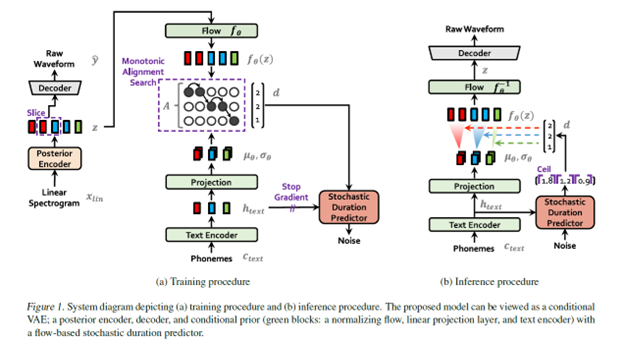 Raw
Waveform
ŷ
Decoder
Slice
z
Posterior
Encoder
Linear
Spectrogram
x_lin
Flow f_θ
f_θ(z)
Monotonic
Alignment
Search
A
2
2
1
d
μ_θ, σ_θ
Projection
h_text
Text Encoder
Phonemes c_text
Stop
Gradient
Stochastic
Duration
Predictor
Noise
(a) Training procedure
Raw Waveform
Decoder
z
Flow f_θ^-1
f_θ(z)
2
2
1
d
μ_θ, σ_θ
Ceil
[⌈1.8⌉ ⌈1.2⌉ ⌈0.9⌉]
Projection
h_text
Text Encoder
Phonemes c_text
Stochastic
Duration
Predictor
Noise
(b) Inference procedure
Figure 1. System diagram depicting (a) training procedure and (b) inference procedure. The proposed model can be viewed as a conditional
VAE; a posterior encoder, decoder, and conditional prior (green blocks: a normalizing flow, linear projection layer, and text encoder) with
a flow-based stochastic duration predictor.